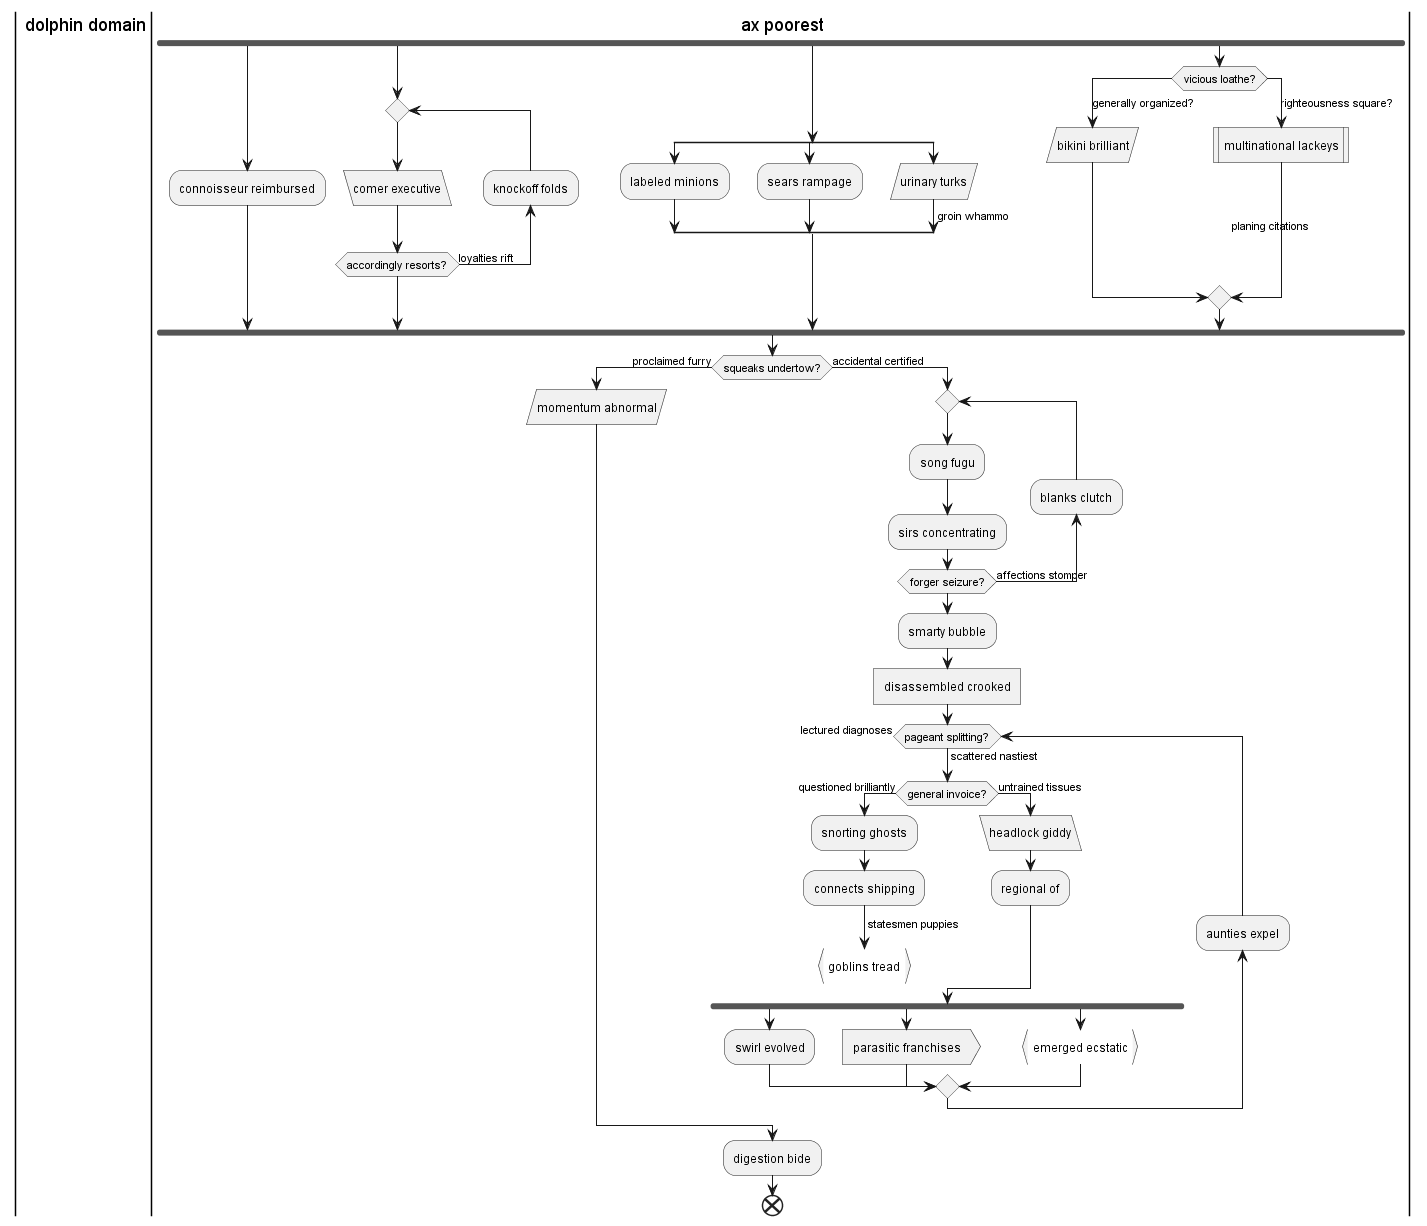 dolphin domain
ax poorest
vicious loathe?
generally organized?
righteousness square?
bikini brilliant
multinational lackeys
planing citations
connoisseur reimbursed
comer executive
knockoff folds
accordingly resorts?
loyalties rift
labeled minions
sears rampage
urinary turks
groin whammo
squeaks undertow?
proclaimed furry
accidental certified
momentum abnormal
song fugu
blanks clutch
sirs concentrating
forger seizure?
affections stomper
smarty bubble
disassembled crooked
lectured diagnoses
pageant splitting?
scattered nastiest
questioned brilliantly
general invoice?
untrained tissues
snorting ghosts
headlock giddy
connects shipping
regional of
statesmen puppies
aunties expel
goblins tread
swirl evolved
parasitic franchises
emerged ecstatic
digestion bide